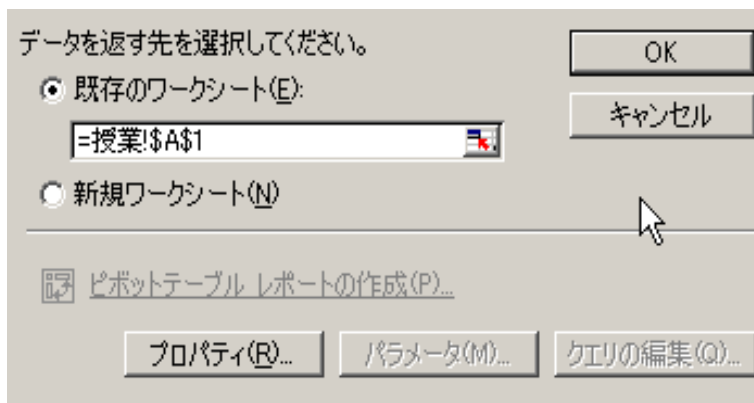 データを返す先を選択してください。
OK
既存のワークシート(E):
キャンセル
=授業!$A$1
新規ワークシート(N)
ピボットテーブル レポートの作成(P)...
プロパティ(R)...
パラメータ(M)...
クエリの編集(Q)...